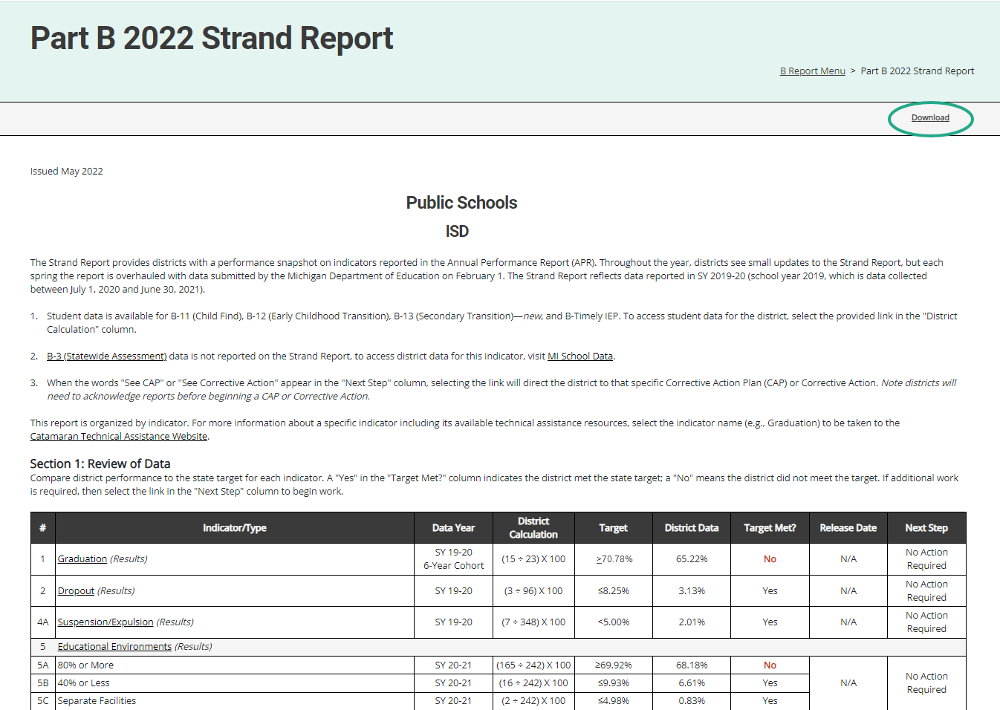 Part B 2022 Strand Report
B Report Menu > Part B 2022 Strand Report
Download
Issued May 2022
Public Schools
ISD
The Strand Report provides districts with a performance snapshot on indicators reported in the Annual Performance Report (APR). Throughout the year, districts see small updates to the Strand Report, but each
spring the report is overhauled with data submitted by the Michigan Department of Education on February 1. The Strand Report reflects data reported in SY 2019-20 (school year 2019, which is data collected
between July 1, 2020 and June 30, 2021).
1. Student data is available for B-11 (Child Find), B-12 (Early Childhood Transition), B-13 (Secondary Transition)—new, and B-Timely IEP. To access student data for the district, select the provided link in the "District
Calculation" column.
2. B-3 (Statewide Assessment) data is not reported on the Strand Report, to access district data for this indicator, visit MI School Data.
3. When the words "See CAP" or "See Corrective Action" appear in the "Next Step" column, selecting the link will direct the district to that specific Corrective Action Plan (CAP) or Corrective Action. Note districts will
need to acknowledge reports before beginning a CAP or Corrective Action.
This report is organized by indicator. For more information about a specific indicator including its available technical assistance resources, select the indicator name (e.g., Graduation) to be taken to the
Catamaran Technical Assistance Website.
Section 1: Review of Data
Compare district performance to the state target for each indicator. A "Yes" in the "Target Met?" column indicates the district met the state target; a "No" means the district did not meet the target. If additional work
is required, then select the link in the "Next Step" column to begin work.
# Indicator/Type Data Year District Calculation Target District Data Target Met? Release Date Next Step
1 Graduation (Results) SY 19-20 6-Year Cohort (15 ÷ 23) X 100 ≥70.78% 65.22% No N/A No Action Required
2 Dropout (Results) SY 19-20 (3 ÷ 96) X 100 ≤8.25% 3.13% Yes N/A No Action Required
4A Suspension/Expulsion (Results) SY 19-20 (7 ÷ 348) X 100 <5.00% 2.01% Yes N/A No Action Required
5 Educational Environments (Results)
5A 80% or More SY 20-21 (165 ÷ 242) X 100 ≥69.92% 68.18% No
5B 40% or Less SY 20-21 (16 ÷ 242) X 100 ≤9.93% 6.61% Yes N/A No Action Required
5C Separate Facilities SY 20-21 (2 ÷ 242) X 100 ≤4.98% 0.83% Yes